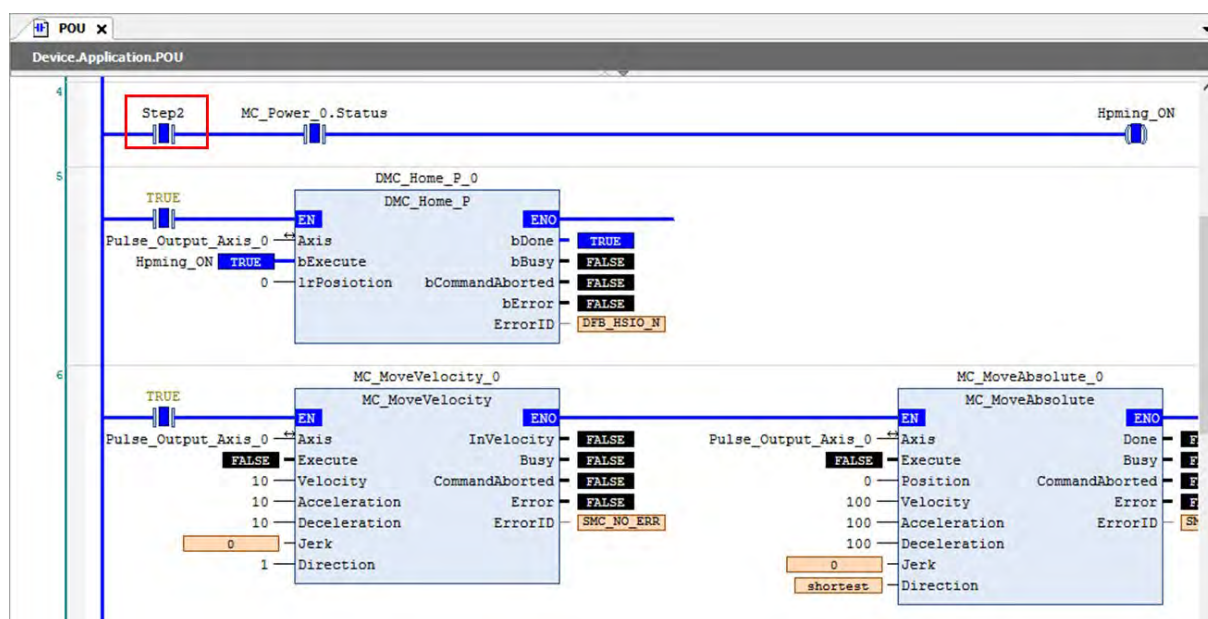 POU X
Device.Application.POU
4
Step2 MC_Power_0.Status Hpming_ON
5
DMC_Home_P_0
TRUE DMC_Home_P
EN ENO
Pulse_Output_Axis_0 Axis bDone TRUE
Hpming_ON TRUE bExecute bBusy FALSE
0 lrPosiotion bCommandAborted FALSE
bError FALSE
ErrorID DFB_HSIO_N
6
MC_MoveVelocity_0 MC_MoveAbsolute_0
TRUE MC_MoveVelocity MC_MoveAbsolute
EN ENO EN ENO
Pulse_Output_Axis_0 Axis InVelocity FALSE Pulse_Output_Axis_0 Axis Done F
FALSE Execute Busy FALSE FALSE Execute Busy F
10 Velocity CommandAborted FALSE 0 Position CommandAborted F
10 Acceleration Error FALSE 100 Velocity Error F
10 Deceleration ErrorID SMC_NO_ERR 100 Acceleration ErrorID SM
0 Jerk 100 Deceleration
1 Direction 0 Jerk
shortest Direction